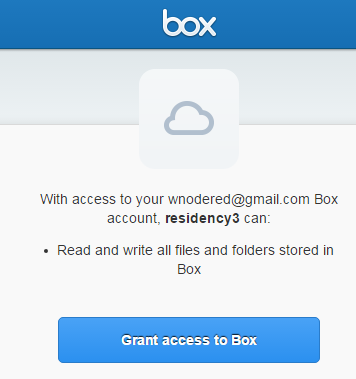 box
With access to your wnodered@gmail.com Box
account, residency3 can:
• Read and write all files and folders stored in
Box
Grant access to Box